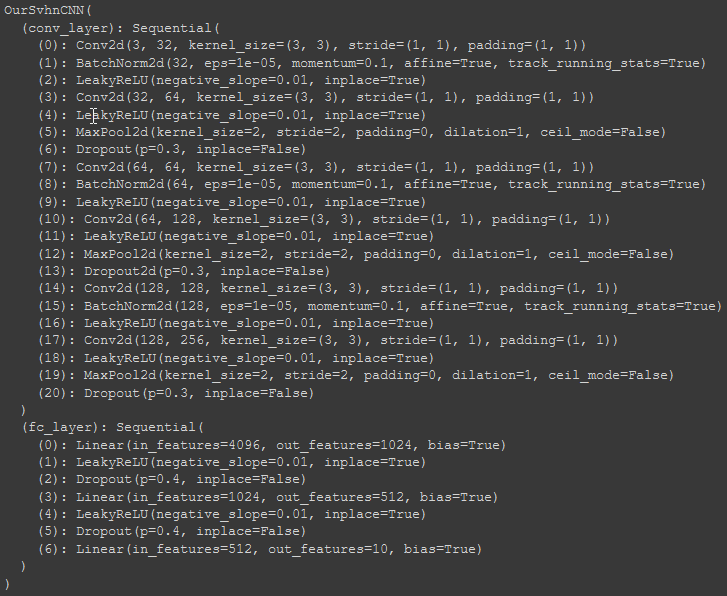 OurSvhnCNN(
  (conv_layer): Sequential(
    (0): Conv2d(3, 32, kernel_size=(3, 3), stride=(1, 1), padding=(1, 1))
    (1): BatchNorm2d(32, eps=1e-05, momentum=0.1, affine=True, track_running_stats=True)
    (2): LeakyReLU(negative_slope=0.01, inplace=True)
    (3): Conv2d(32, 64, kernel_size=(3, 3), stride=(1, 1), padding=(1, 1))
    (4): LeakyReLU(negative_slope=0.01, inplace=True)
    (5): MaxPool2d(kernel_size=2, stride=2, padding=0, dilation=1, ceil_mode=False)
    (6): Dropout(p=0.3, inplace=False)
    (7): Conv2d(64, 64, kernel_size=(3, 3), stride=(1, 1), padding=(1, 1))
    (8): BatchNorm2d(64, eps=1e-05, momentum=0.1, affine=True, track_running_stats=True)
    (9): LeakyReLU(negative_slope=0.01, inplace=True)
    (10): Conv2d(64, 128, kernel_size=(3, 3), stride=(1, 1), padding=(1, 1))
    (11): LeakyReLU(negative_slope=0.01, inplace=True)
    (12): MaxPool2d(kernel_size=2, stride=2, padding=0, dilation=1, ceil_mode=False)
    (13): Dropout2d(p=0.3, inplace=False)
    (14): Conv2d(128, 128, kernel_size=(3, 3), stride=(1, 1), padding=(1, 1))
    (15): BatchNorm2d(128, eps=1e-05, momentum=0.1, affine=True, track_running_stats=True)
    (16): LeakyReLU(negative_slope=0.01, inplace=True)
    (17): Conv2d(128, 256, kernel_size=(3, 3), stride=(1, 1), padding=(1, 1))
    (18): LeakyReLU(negative_slope=0.01, inplace=True)
    (19): MaxPool2d(kernel_size=2, stride=2, padding=0, dilation=1, ceil_mode=False)
    (20): Dropout(p=0.3, inplace=False)
  )
  (fc_layer): Sequential(
    (0): Linear(in_features=4096, out_features=1024, bias=True)
    (1): LeakyReLU(negative_slope=0.01, inplace=True)
    (2): Dropout(p=0.4, inplace=False)
    (3): Linear(in_features=1024, out_features=512, bias=True)
    (4): LeakyReLU(negative_slope=0.01, inplace=True)
    (5): Dropout(p=0.4, inplace=False)
    (6): Linear(in_features=512, out_features=10, bias=True)
  )
)